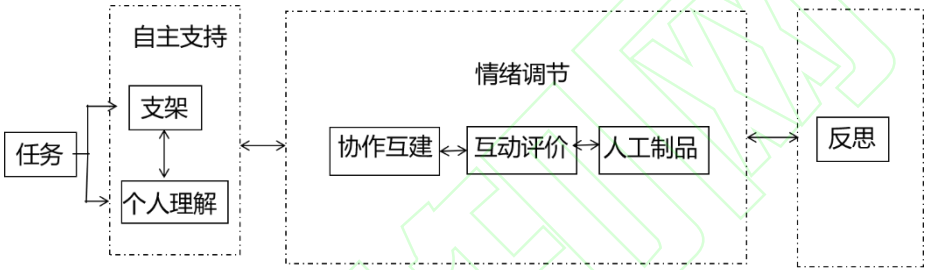 自主支持
支架
任务
个人理解
情绪调节
协作互建
互动评价
人工制品
反思